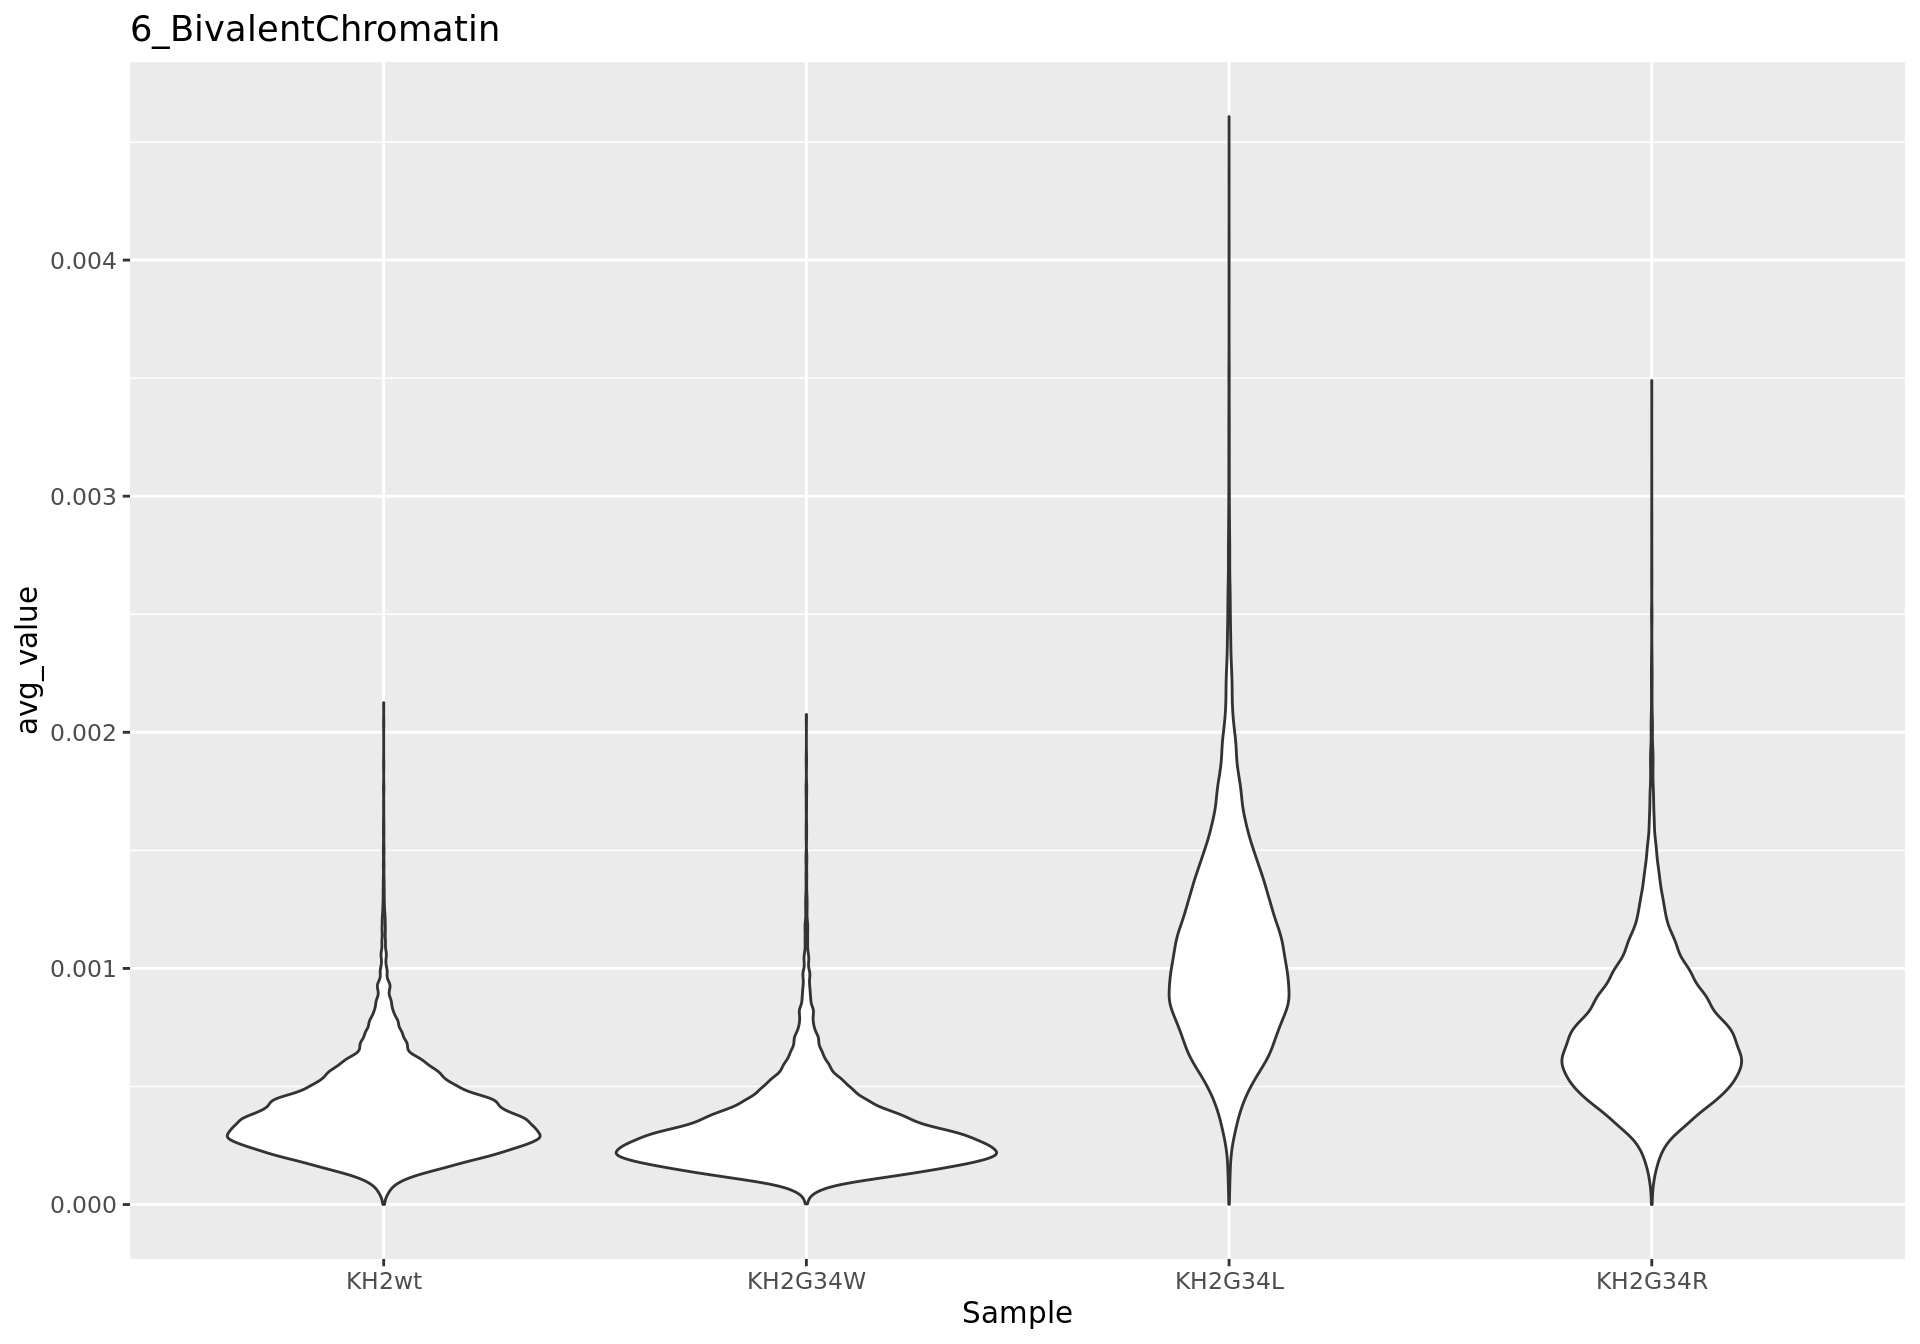 6_BivalentChromatin
avg_value
0.004
0.003
0.002
0.001
0.000
KH2wt
KH2G34W
KH2G34L
KH2G34R
Sample